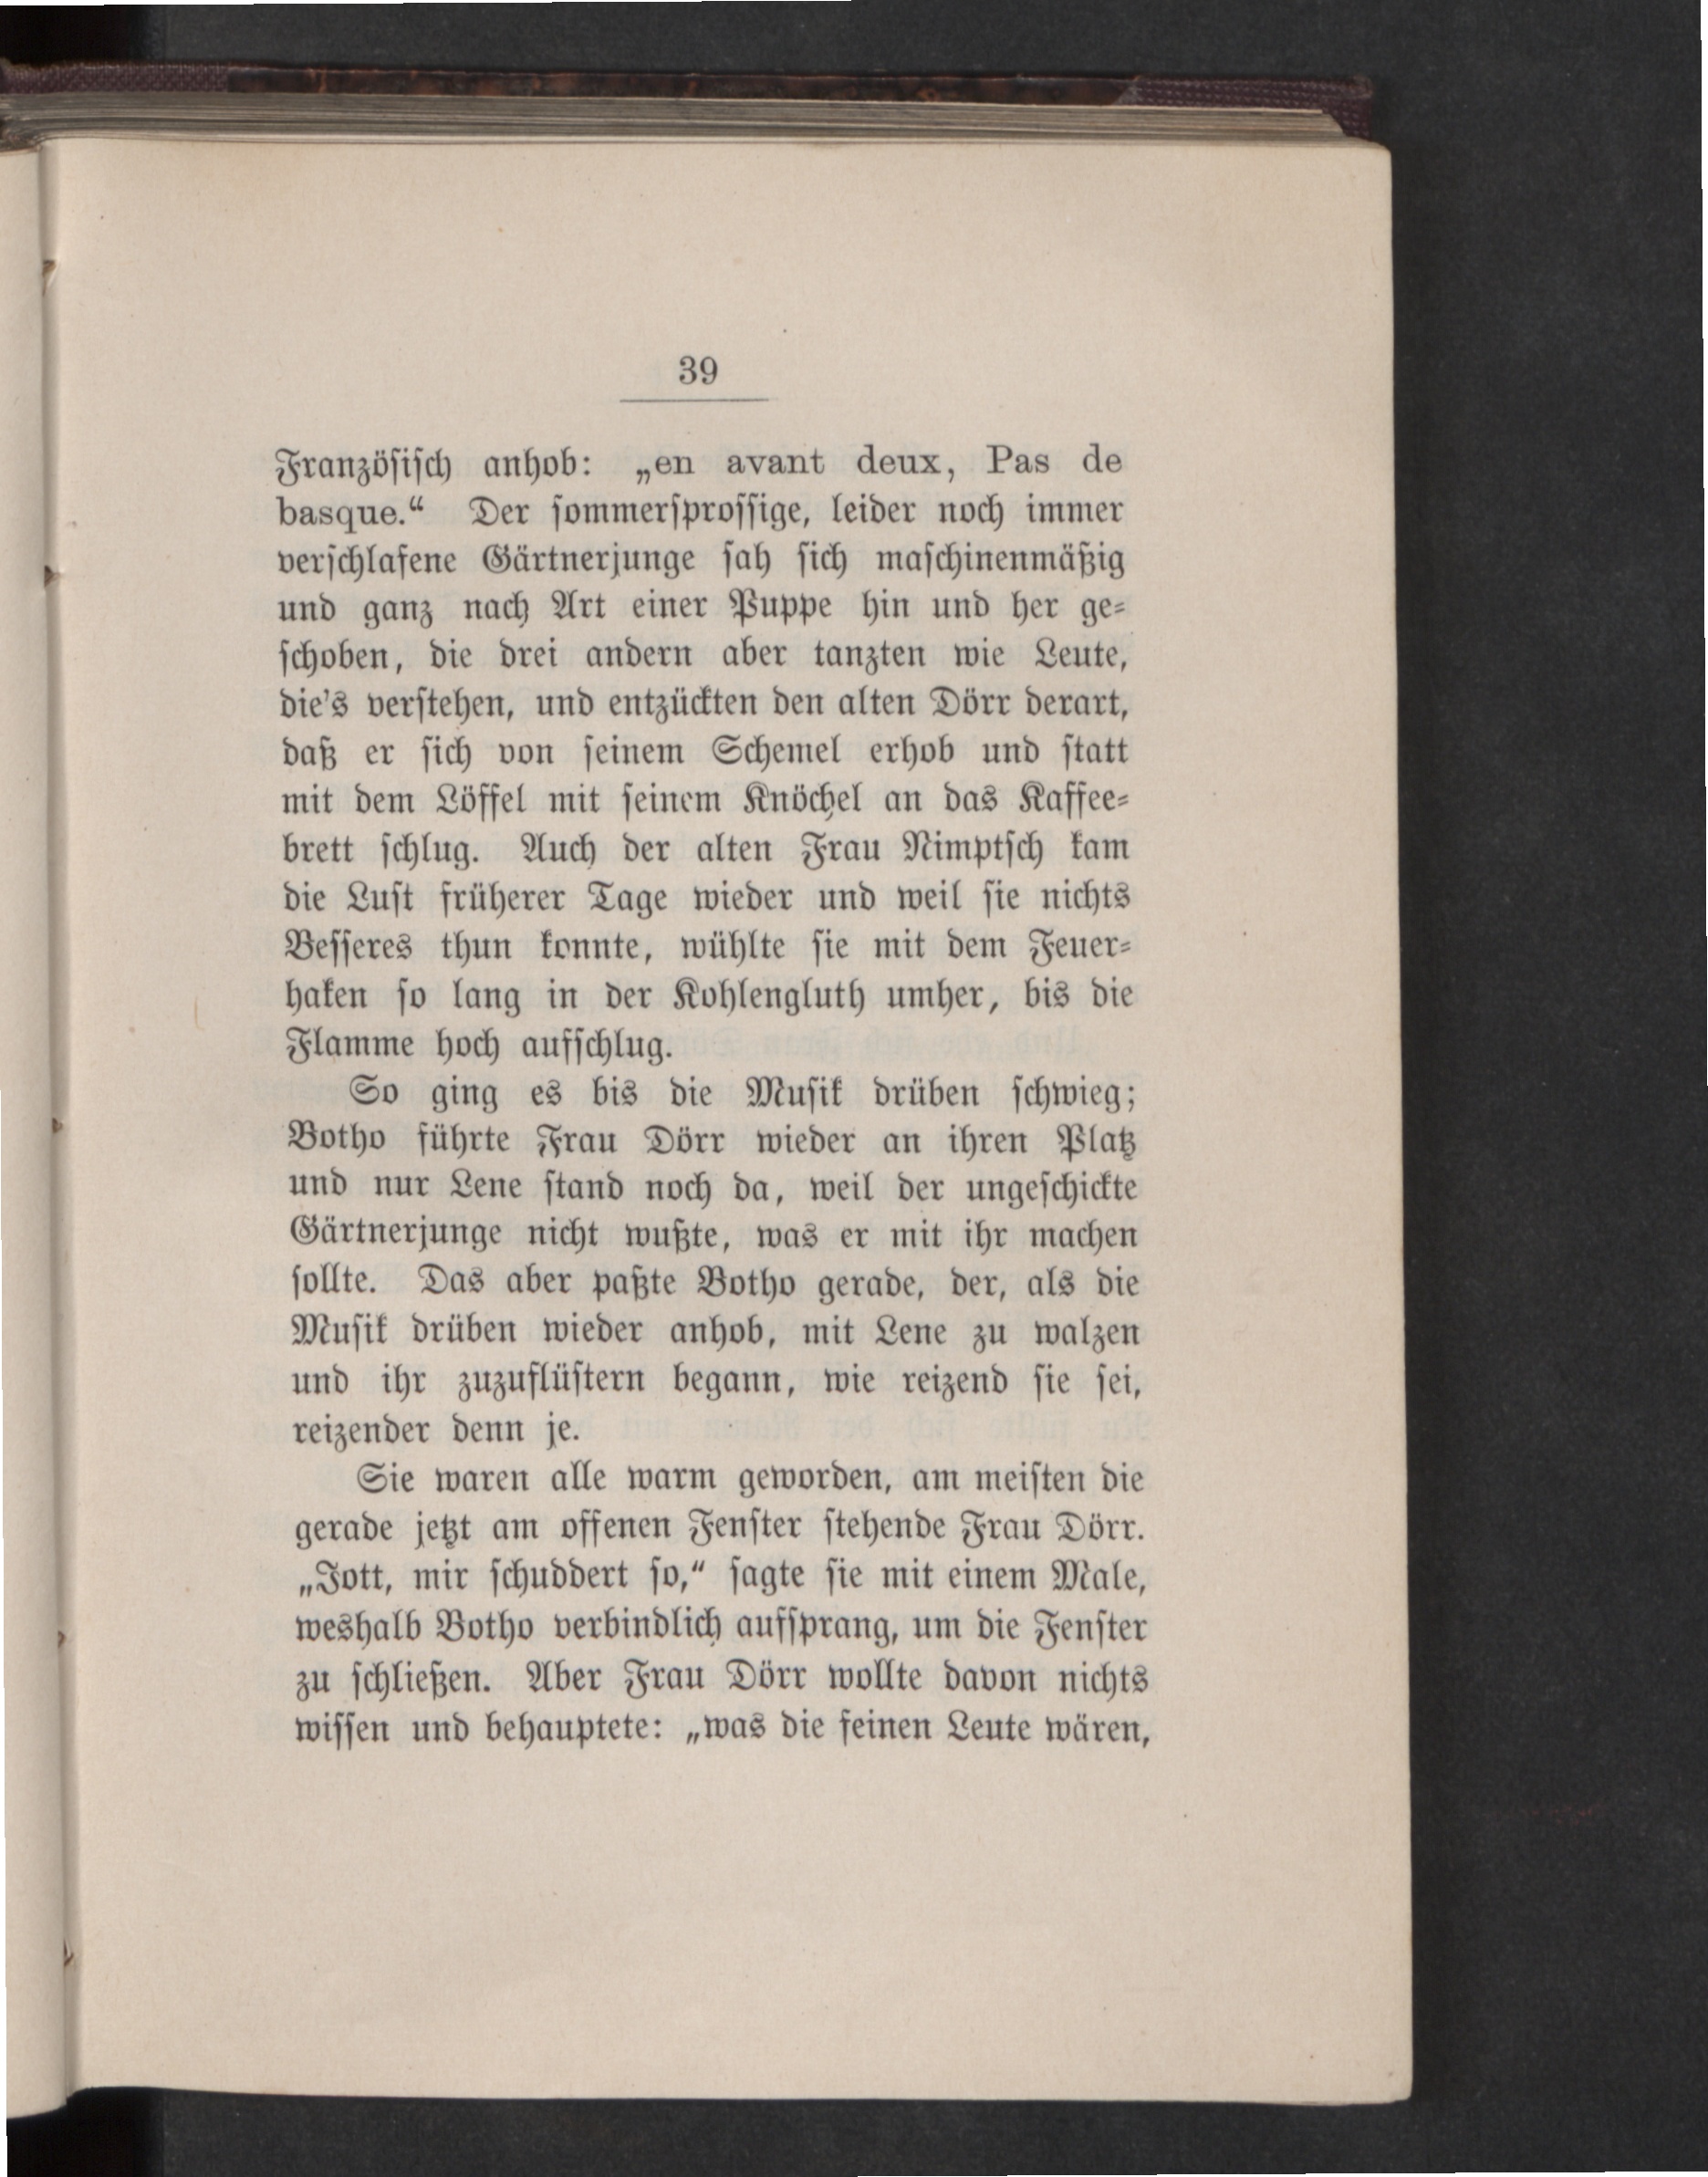 39
Französisch anhob: „en avant deux, Pas de
basque.“ Der sommersprossige, leider noch immer
verschlafene Gärtnerjunge sah sich maschinenmäßig
und ganz nach Art einer Puppe hin und her ge-
schoben, die drei andern aber tanzten wie Leute,
die's verstehen, und entzückten den alten Dörr derart,
daß er sich von seinem Schemel erhob und statt
mit dem Löffel mit seinem Knöchel an das Kaffee-
brett schlug. Auch der alten Frau Nimptsch kam
die Lust früherer Tage wieder und weil sie nichts
Besseres thun konnte, wühlte sie mit dem Feuer-
haken so lang in der Kohlengluth umher, bis die
Flamme hoch aufschlug.
So ging es bis die Musik drüben schwieg;
Botho führte Frau Dörr wieder an ihren Platz
und nur Lene stand noch da, weil der ungeschickte
Gärtnerjunge nicht wußte, was er mit ihr machen
sollte. Das aber paßte Botho gerade, der, als die
Musik drüben wieder anhob, mit Lene zu walzen
und ihr zuzuflüstern begann, wie reizend sie sei,
reizender denn je.
Sie waren alle warm geworden, am meisten die
gerade jetzt am offenen Fenster stehende Frau Dörr.
„Jott, mir schuddert so,“ sagte sie mit einem Male,
weshalb Botho verbindlich aufsprang, um die Fenster
zu schließen. Aber Frau Dörr wollte davon nichts
wissen und behauptete: „was die feinen Leute wären,